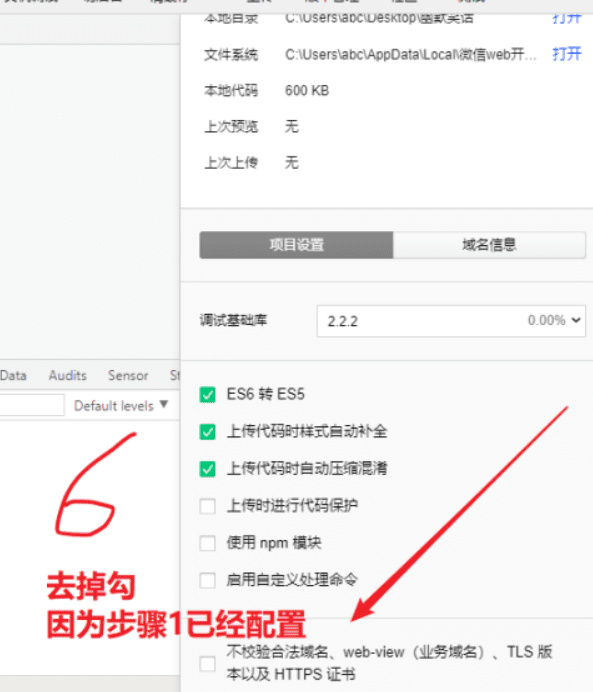 本地目录 C:\Users\abc\Desktop\幽默笑话 打开
文件系统 C:\Users\abc\AppData\Local\微信web开... 打开
本地代码 600 KB
上次预览 无
上次上传 无
项目设置 域名信息
调试基础库 2.2.2 0.00%
Data Audits Sensor
Default levels ▼
ES6 转 ES5
上传代码时样式自动补全
上传代码时自动压缩混淆
上传时进行代码保护
使用 npm 模块
启用自定义处理命令
6
去掉勾
因为步骤1已经配置
不校验合法域名、web-view（业务域名）、TLS 版
本以及 HTTPS 证书